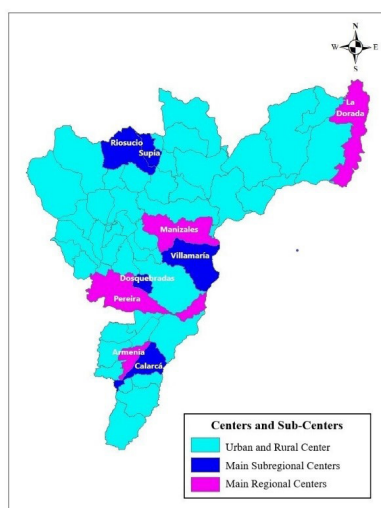 N
W E
S
La
Dorada
Riosucio
Supia
Manizales
Villamaría
Dosquebradas
Pereira
Armenia
Calarcá
Centers and Sub-Centers
Urban and Rural Center
Main Subregional Centers
Main Regional Centers